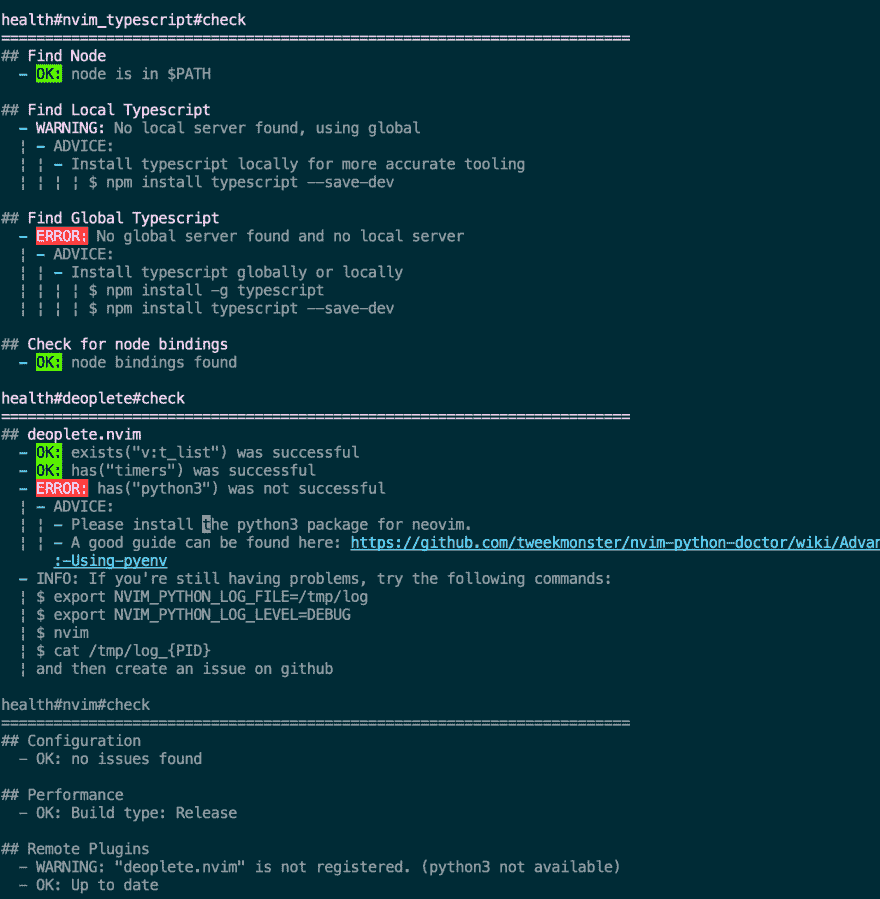 health#nvim_typescript#check
========================================================================
## Find Node
  - OK: node is in $PATH

## Find Local Typescript
  - WARNING: No local server found, using global
  ¦ - ADVICE:
  ¦ ¦ - Install typescript locally for more accurate tooling
  ¦ ¦ ¦ ¦ $ npm install typescript --save-dev

## Find Global Typescript
  - ERROR: No global server found and no local server
  ¦ - ADVICE:
  ¦ ¦ - Install typescript globally or locally
  ¦ ¦ ¦ ¦ $ npm install -g typescript
  ¦ ¦ ¦ ¦ $ npm install typescript --save-dev

## Check for node bindings
  - OK: node bindings found

health#deoplete#check
========================================================================
## deoplete.nvim
  - OK: exists("v:t_list") was successful
  - OK: has("timers") was successful
  - ERROR: has("python3") was not successful
  ¦ - ADVICE:
  ¦ ¦ - Please install the python3 package for neovim.
  ¦ ¦ - A good guide can be found here: https://github.com/tweekmonster/nvim-python-doctor/wiki/Advan
      :-Using-pyenv
  - INFO: If you're still having problems, try the following commands:
  ¦ $ export NVIM_PYTHON_LOG_FILE=/tmp/log
  ¦ $ export NVIM_PYTHON_LOG_LEVEL=DEBUG
  ¦ $ nvim
  ¦ $ cat /tmp/log_{PID}
  ¦ and then create an issue on github

health#nvim#check
========================================================================
## Configuration
  - OK: no issues found

## Performance
  - OK: Build type: Release

## Remote Plugins
  - WARNING: "deoplete.nvim" is not registered. (python3 not available)
  - OK: Up to date